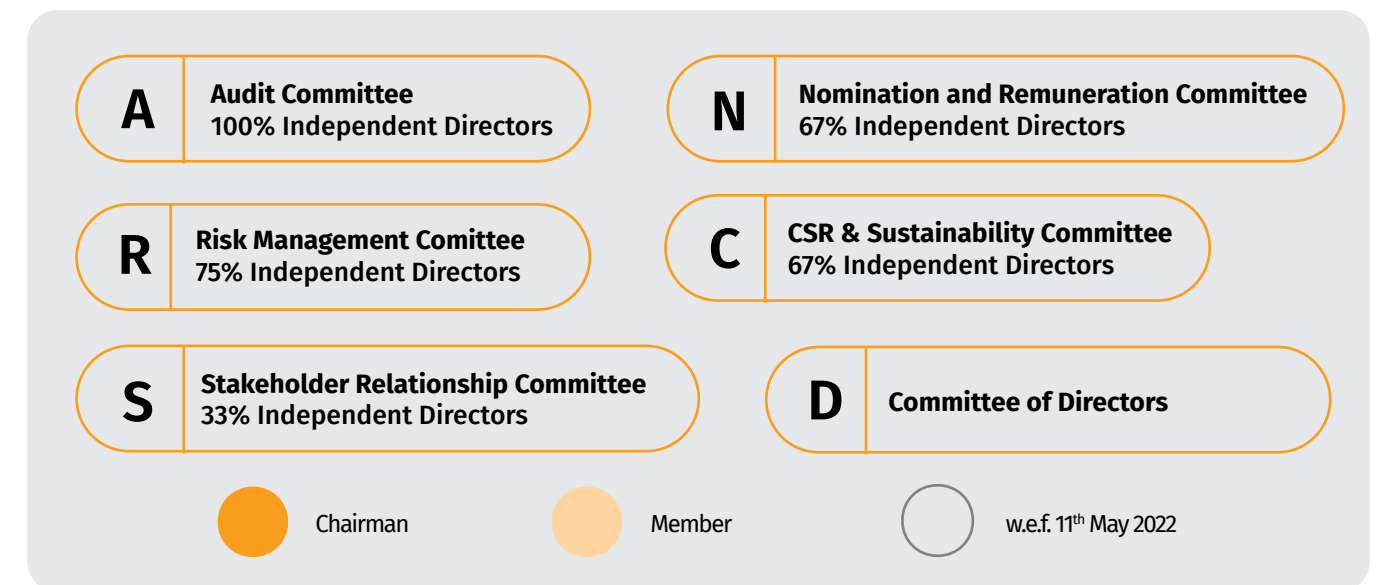 A
Audit Committee
100% Independent Directors
N
Nomination and Remuneration Committee
67% Independent Directors
R
Risk Management Comittee
75% Independent Directors
C
CSR & Sustainability Committee
67% Independent Directors
S
Stakeholder Relationship Committee
33% Independent Directors
D
Committee of Directors
Chairman
Member
w.e.f. 11th May 2022